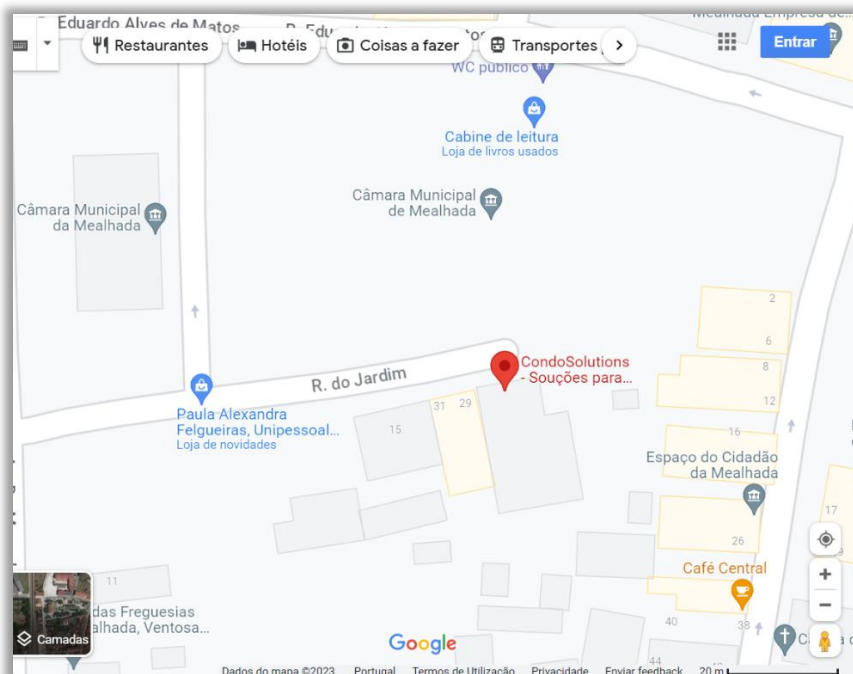 Eduardo Alves de Matos
Restaurantes
Hotéis
Coisas a fazer
Transportes
Entrar
WC público
Cabine de leitura
Loja de livros usados
Câmara Municipal
da Mealhada
Câmara Municipal
de Mealhada
2
6
8
12
CondoSolutions
- Souções para...
R. do Jardim
31
29
15
16
Paula Alexandra
Felgueiras, Unipessoal...
Loja de novidades
Espaço do Cidadão
da Mealhada
17
26
Café Central
11
das Freguesias
alhada, Ventosa...
Camadas
40
38
44
Google
Dados do mapa ©2023 Portugal Termos de Utilização Privacidade Enviar feedback 20 m